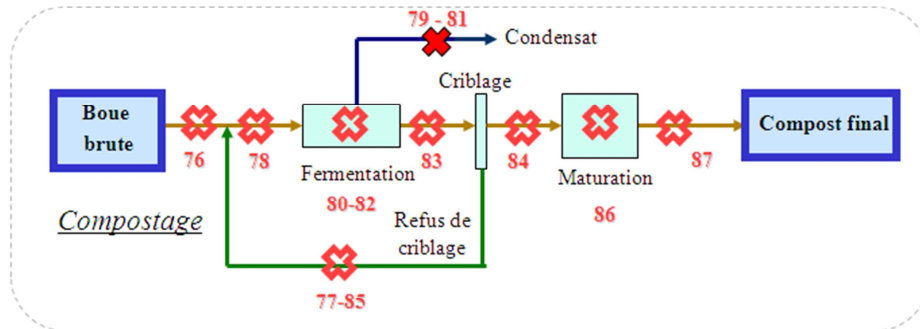 79 - 81
Condensat
Criblage
Boue
brute
76
78
Fermentation
80-82
83
84
Maturation
86
87
Compost final
Compostage
Refus de
criblage
77-85